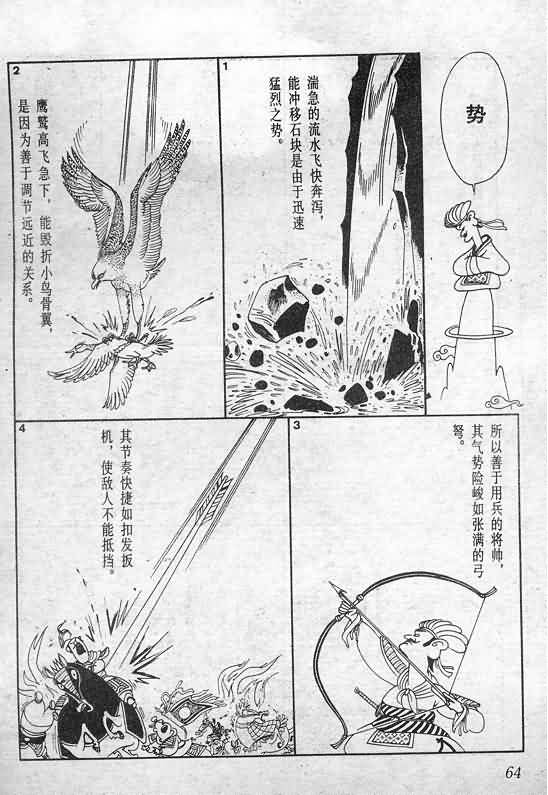 势
1
湍急的流水飞快奔泻，
能冲移石块是由于迅速
猛烈之势。
2
鹰鹫高飞急下，能毁折小鸟骨翼，
是因为善于调节远近的关系。
3
所以善于用兵的将帅，
其气势险峻如张满的弓
弩。
4
其节奏快捷如扣发扳
机，使敌人不能抵挡。
64